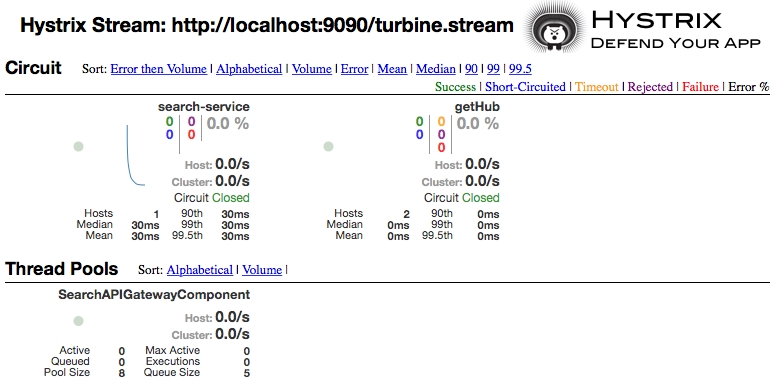 Hystrix Stream: http://localhost:9090/turbine.stream
HYSTRIX
DEFEND YOUR APP
Circuit Sort: Error then Volume | Alphabetical | Volume | Error | Mean | Median | 90 | 99 | 99.5
Success | Short-Circuited | Timeout | Rejected | Failure | Error %
search-service
0 0 0.0 %
0 0
Host: 0.0/s
Cluster: 0.0/s
Circuit Closed
Hosts 1 90th 30ms
Median 30ms 99th 30ms
Mean 30ms 99.5th 30ms
getHub
0 0 0.0 %
0 0
0
Host: 0.0/s
Cluster: 0.0/s
Circuit Closed
Hosts 2 90th 0ms
Median 0ms 99th 0ms
Mean 0ms 99.5th 0ms
Thread Pools Sort: Alphabetical | Volume |
SearchAPIGatewayComponent
Host: 0.0/s
Cluster: 0.0/s
Active 0 Max Active 0
Queued 0 Executions 0
Pool Size 8 Queue Size 5